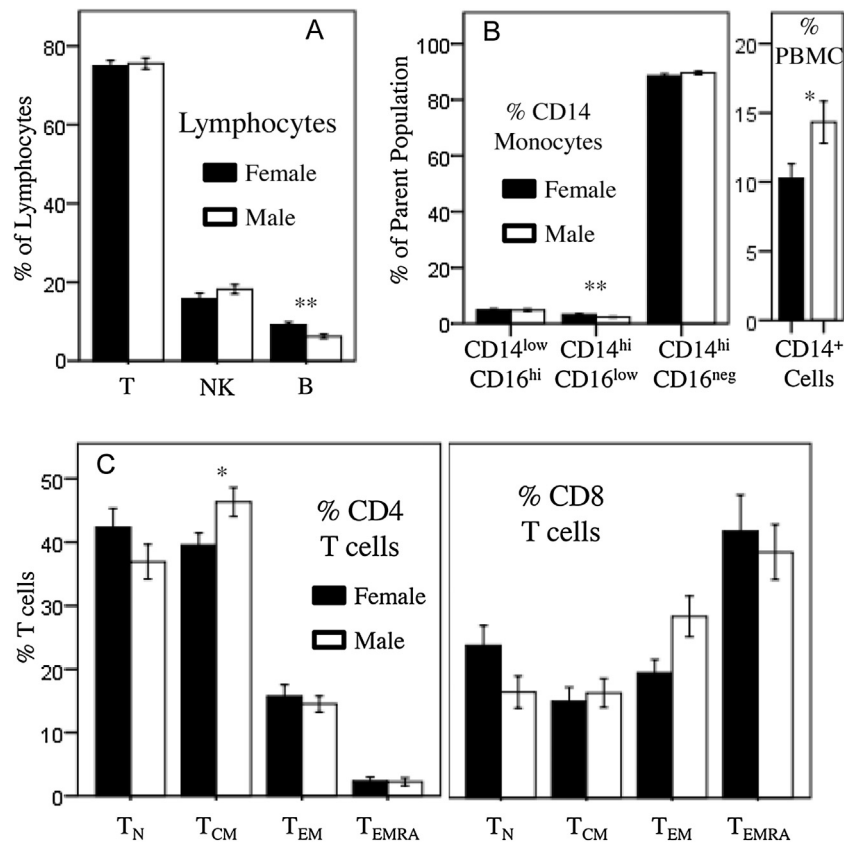 A
% of Lymphocytes
80
60
40
20
0
Lymphocytes
Female
Male
**
T NK B
B
% of Parent Population
100
80
60
40
20
0
% CD14
Monocytes
Female
Male
**
CD14low CD14hi CD14hi
CD16hi CD16low CD16neg
%
PBMC
20
15
10
5
0
*
CD14+
Cells
C
% T cells
50
40
30
20
10
0
*
% CD4
T cells
Female
Male
TN TCM TEM TEMRA
% CD8
T cells
TN TCM TEM TEMRA